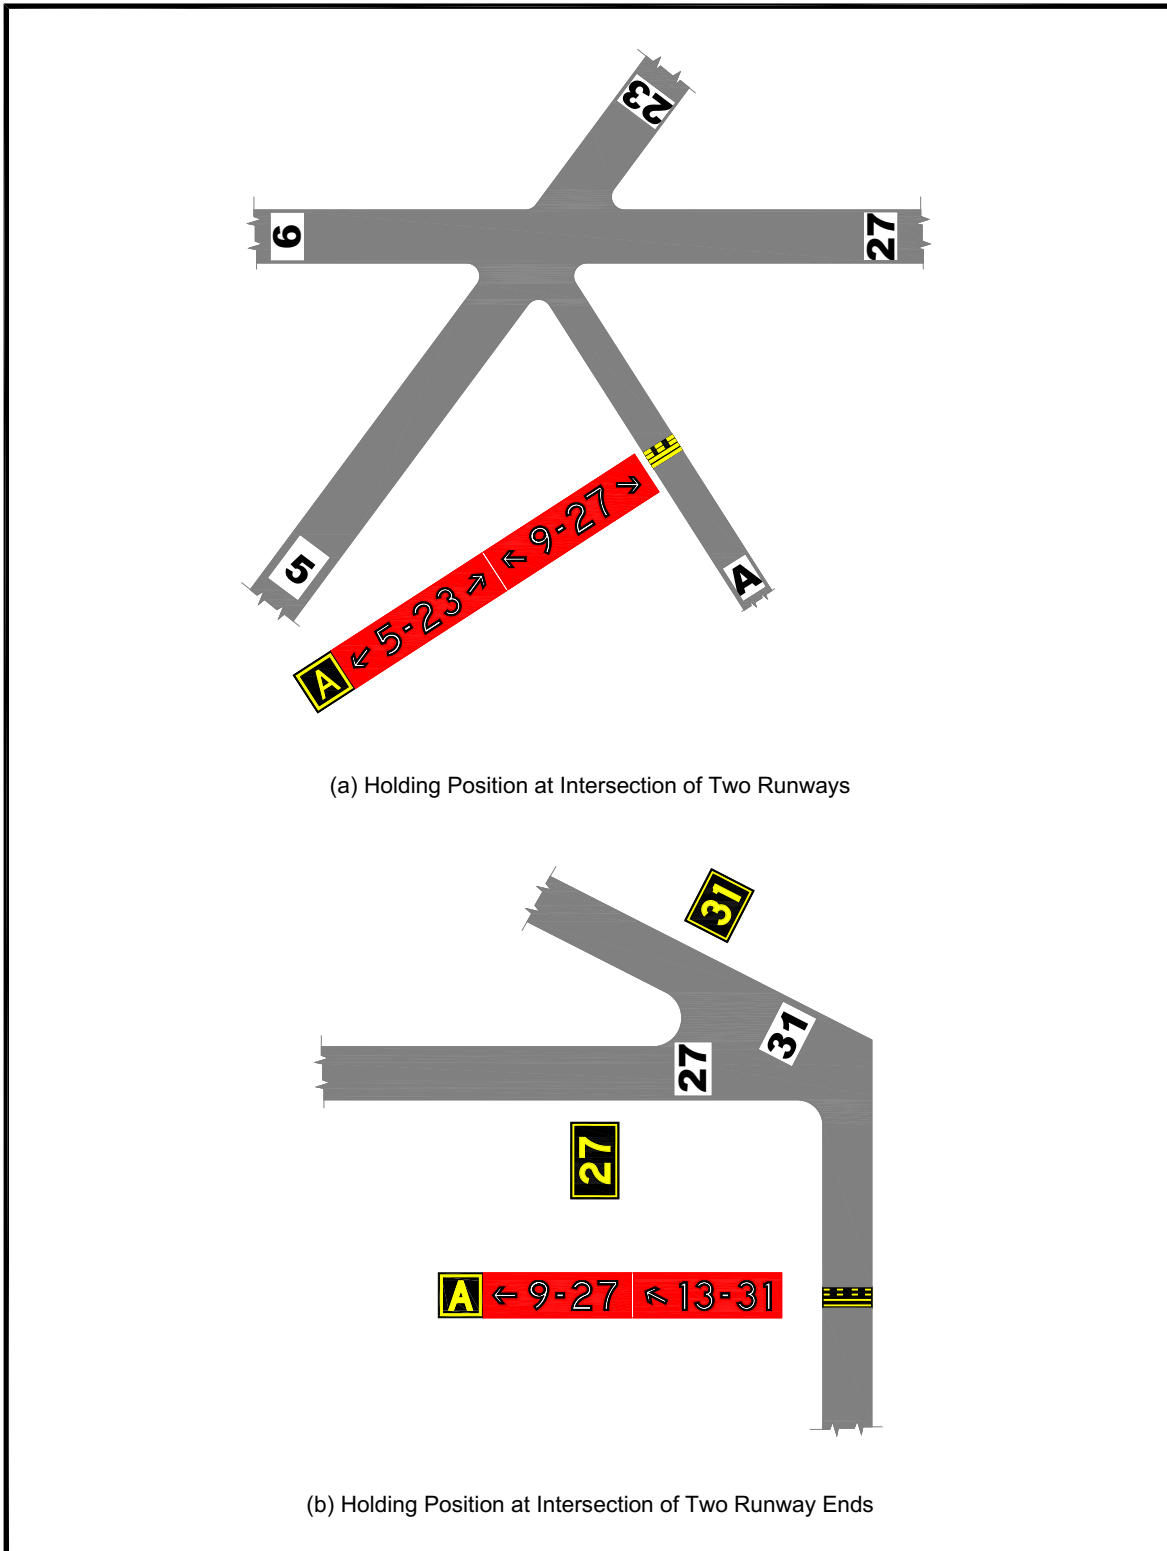 23
9
27
5
A
A ← 5-23 → ↖ 9-27 ↘
(a) Holding Position at Intersection of Two Runways
31
31
27
27
A ← 9-27 ↖ 13-31
(b) Holding Position at Intersection of Two Runway Ends